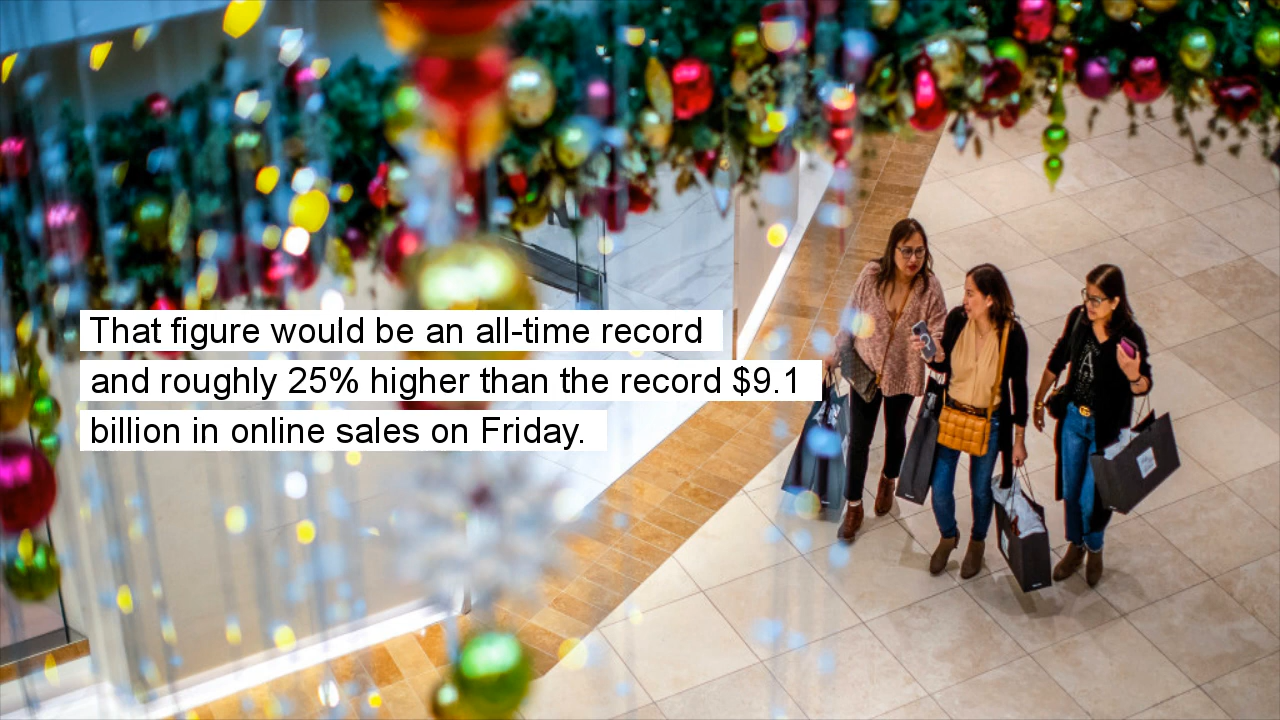 That figure would be an all-time record
and roughly 25% higher than the record $9.1
billion in online sales on Friday.